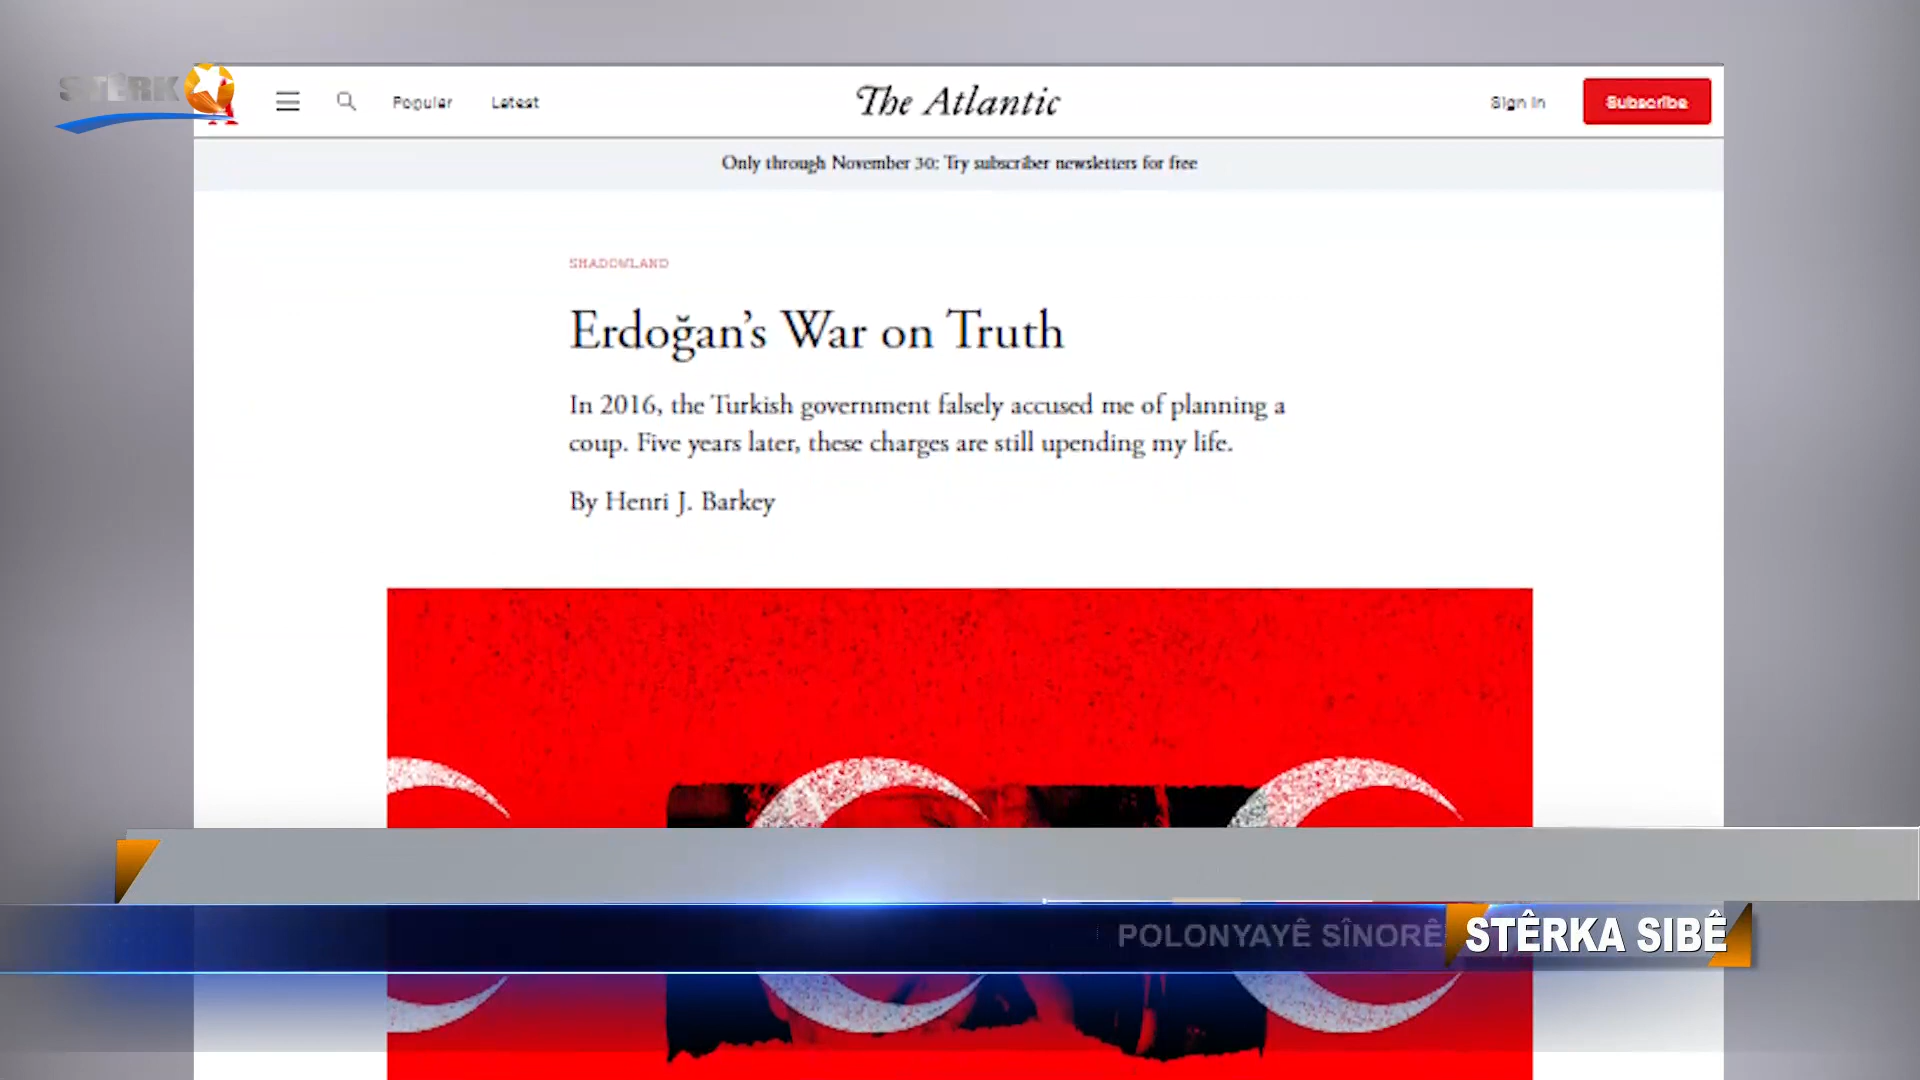 STÊRK
Popular
Latest
The Atlantic
Sign In
Subscribe
Only through November 30: Try subscriber newsletters for free
SHADOWLAND
Erdoğan’s War on Truth
In 2016, the Turkish government falsely accused me of planning a
coup. Five years later, these charges are still upending my life.
By Henri J. Barkey
POLONYAYÊ SÎNORÊ
STÊRKA SIBÊ